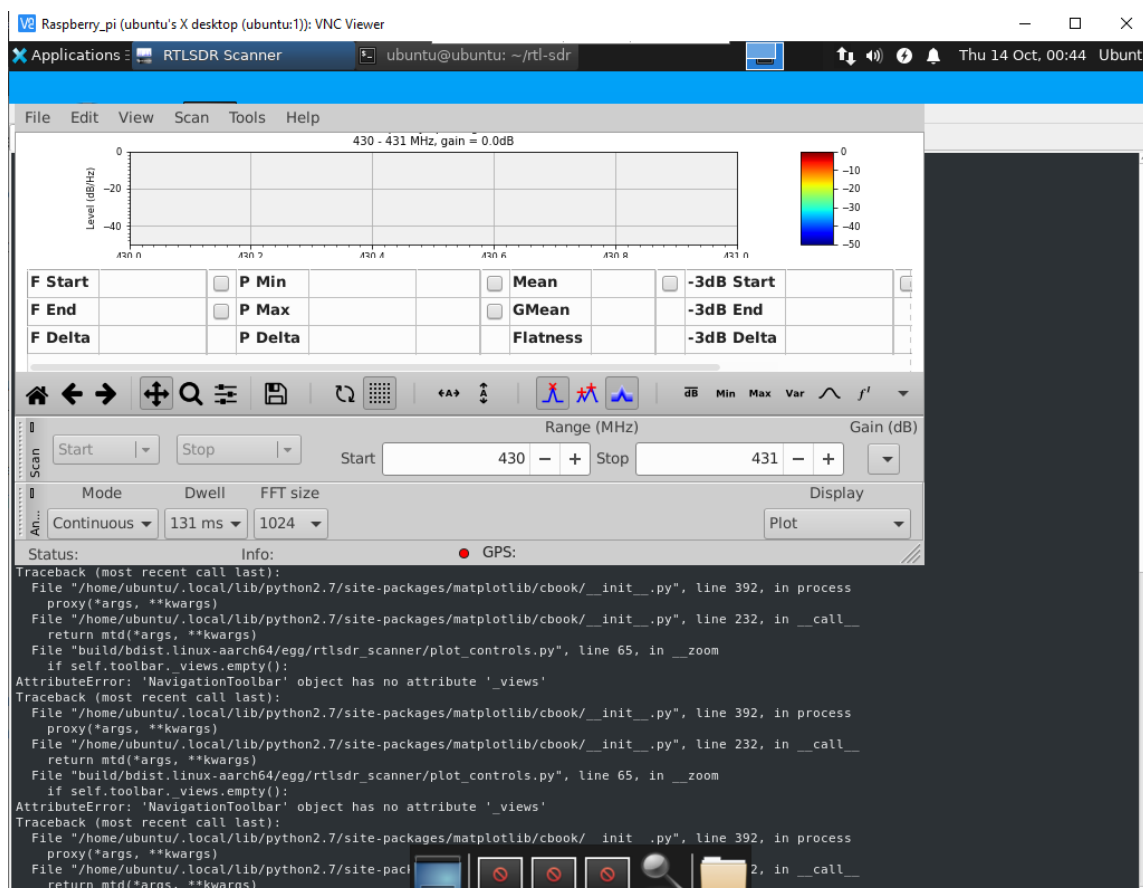 Raspberry_pi (ubuntu's X desktop (ubuntu:1)): VNC Viewer
Applications RTLSDR Scanner ubuntu@ubuntu: ~/rtl-sdr Thu 14 Oct, 00:44 Ubunt
File Edit View Scan Tools Help
430 - 431 MHz, gain = 0.0dB
Level (dB/Hz)
0
−20
−40
430.0 430.2 430.4 430.6 430.8 431.0
0
−10
−20
−30
−40
−50
F Start P Min Mean -3dB Start
F End P Max GMean -3dB End
F Delta P Delta Flatness -3dB Delta
dB Min Max Var f'
Range (MHz) Gain (dB)
Scan Start Stop Start 430 − + Stop 431 − +
Mode Dwell FFT size Display
An... Continuous 131 ms 1024 Plot
Status: Info: GPS:
Traceback (most recent call last):
File "/home/ubuntu/.local/lib/python2.7/site-packages/matplotlib/cbook/__init__.py", line 392, in process
proxy(*args, **kwargs)
File "/home/ubuntu/.local/lib/python2.7/site-packages/matplotlib/cbook/__init__.py", line 232, in __call__
return mtd(*args, **kwargs)
File "build/bdist.linux-aarch64/egg/rtlsdr_scanner/plot_controls.py", line 65, in __zoom
if self.toolbar._views.empty():
AttributeError: 'NavigationToolbar' object has no attribute '_views'
Traceback (most recent call last):
File "/home/ubuntu/.local/lib/python2.7/site-packages/matplotlib/cbook/__init__.py", line 392, in process
proxy(*args, **kwargs)
File "/home/ubuntu/.local/lib/python2.7/site-packages/matplotlib/cbook/__init__.py", line 232, in __call__
return mtd(*args, **kwargs)
File "build/bdist.linux-aarch64/egg/rtlsdr_scanner/plot_controls.py", line 65, in __zoom
if self.toolbar._views.empty():
AttributeError: 'NavigationToolbar' object has no attribute '_views'
Traceback (most recent call last):
File "/home/ubuntu/.local/lib/python2.7/site-packages/matplotlib/cbook/__init__.py", line 392, in process
proxy(*args, **kwargs)
File "/home/ubuntu/.local/lib/python2.7/site-pack 2, in __call__
return mtd(*args, **kwargs)